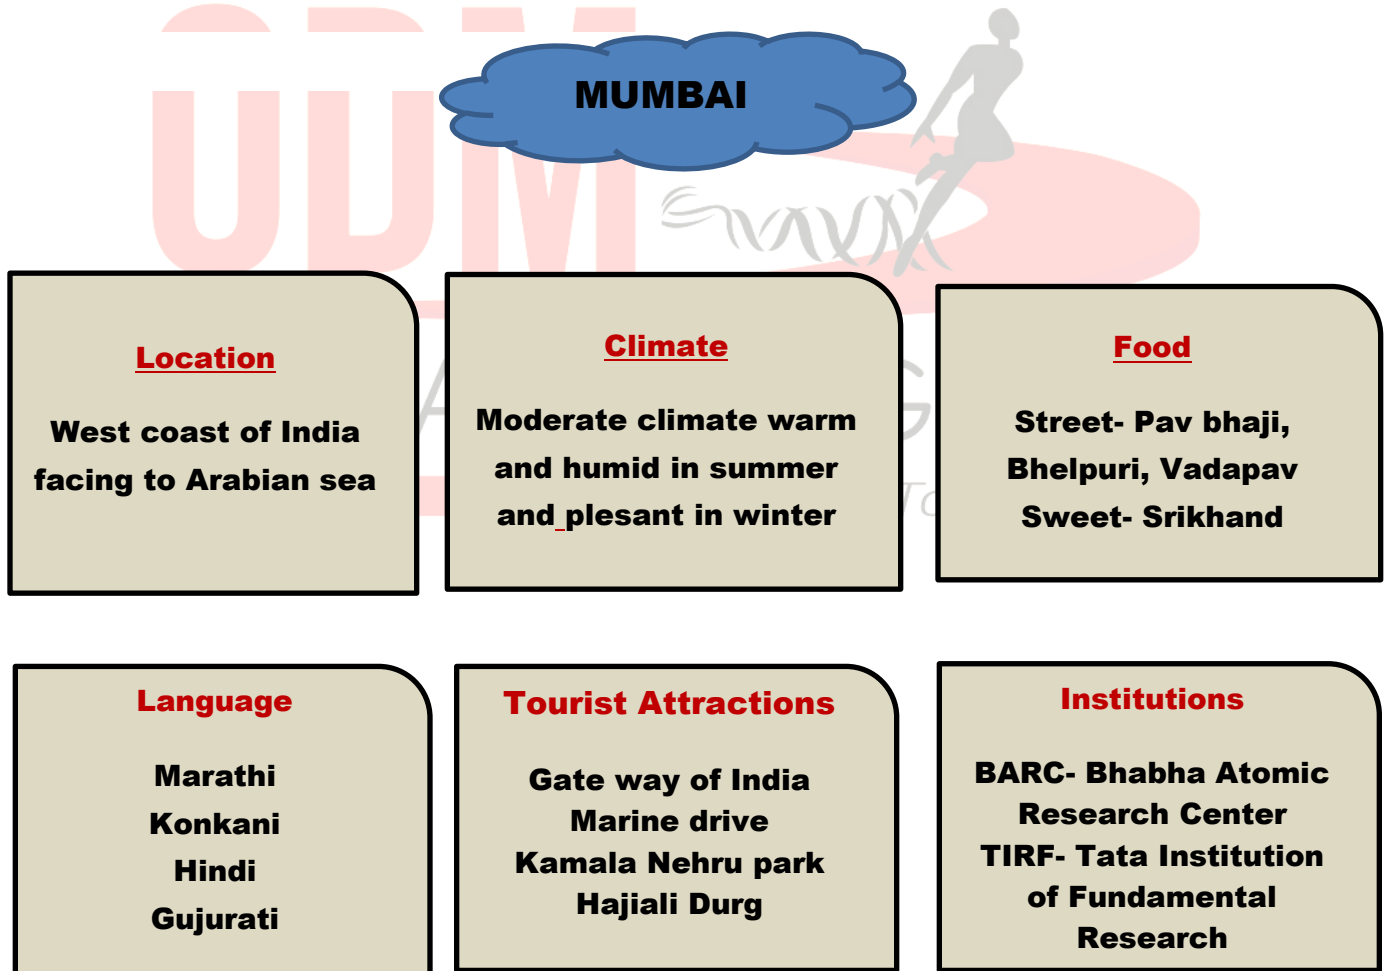 ODM
MUMBAI
Location
West coast of India
facing to Arabian sea
Climate
Moderate climate warm
and humid in summer
and plesant in winter
Food
Street- Pav bhaji,
Bhelpuri, Vadapav
Sweet- Srikhand
Language
Marathi
Konkani
Hindi
Gujurati
Tourist Attractions
Gate way of India
Marine drive
Kamala Nehru park
Hajiali Durg
Institutions
BARC- Bhabha Atomic
Research Center
TIRF- Tata Institution
of Fundamental
Research